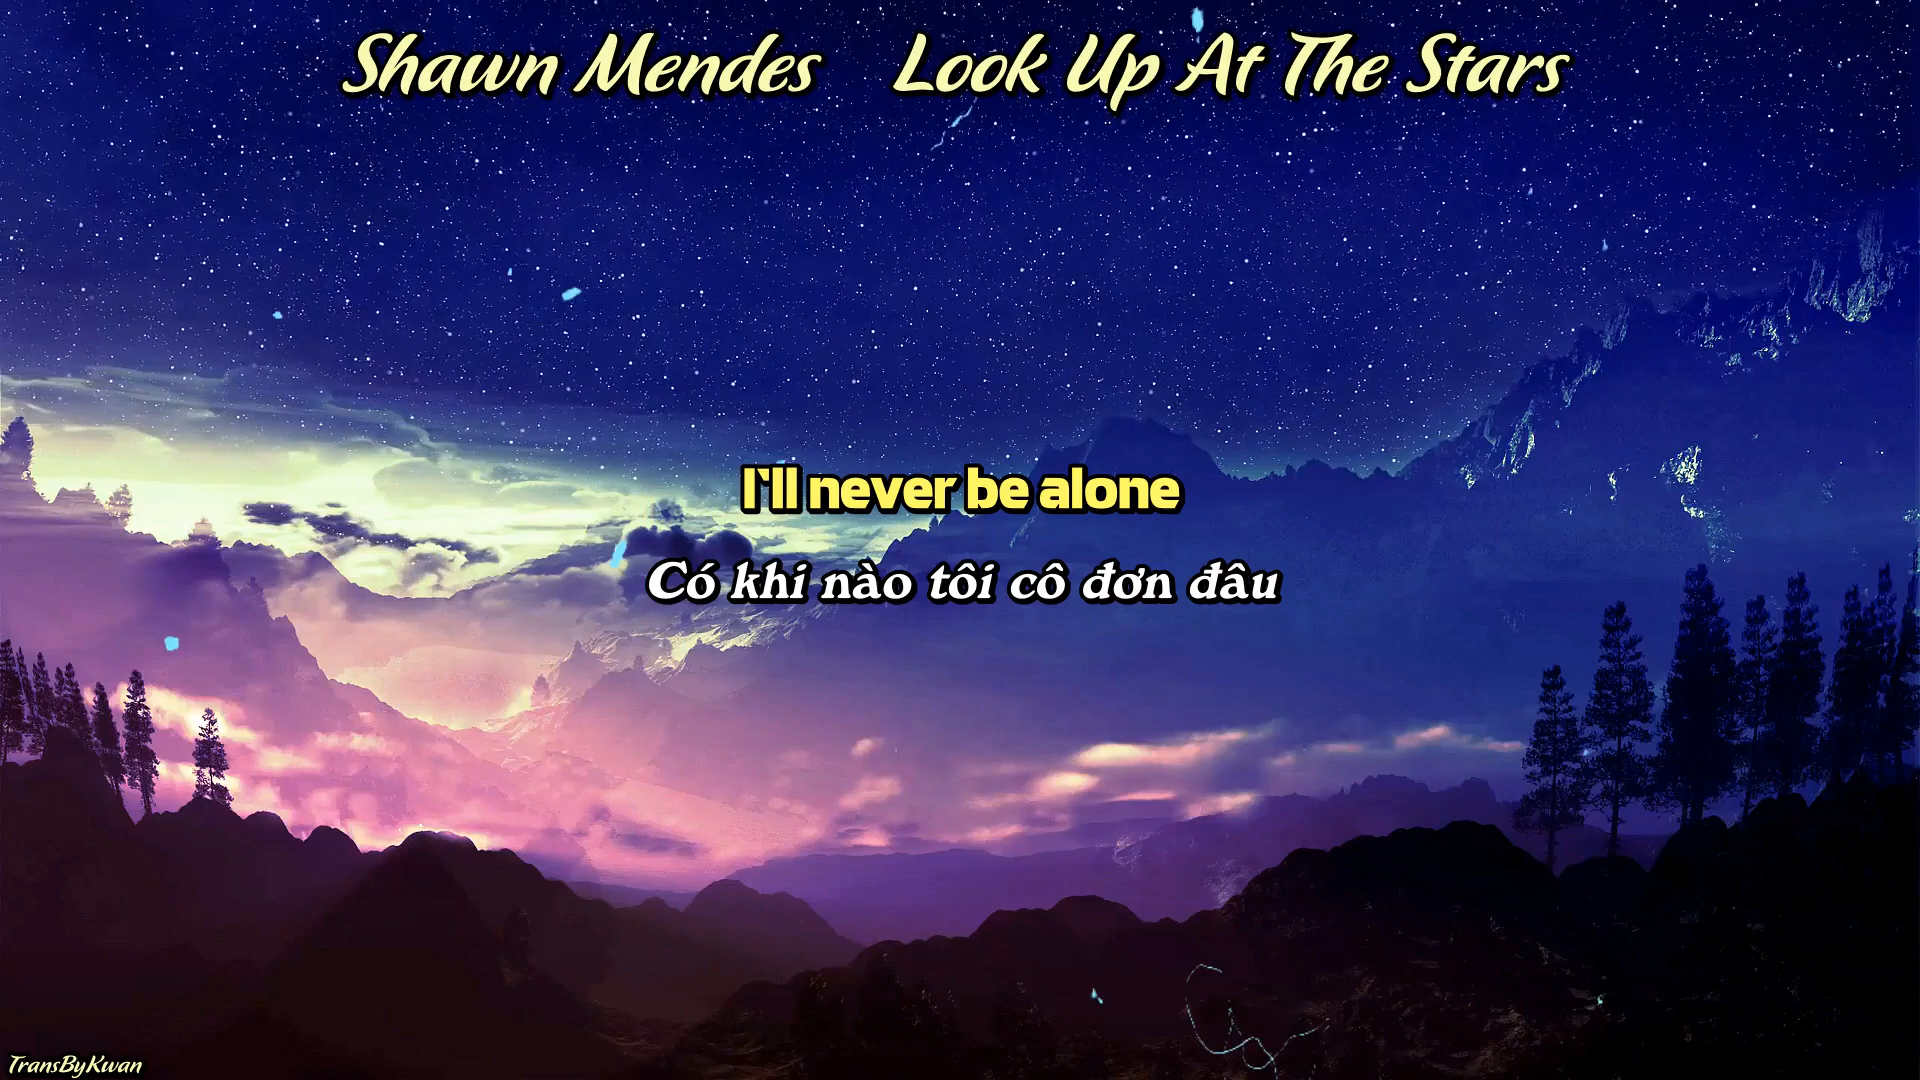 Shawn Mendes Look Up At The Stars
I'll never be alone
Có khi nào tôi cô đơn đâu
TransByKwan